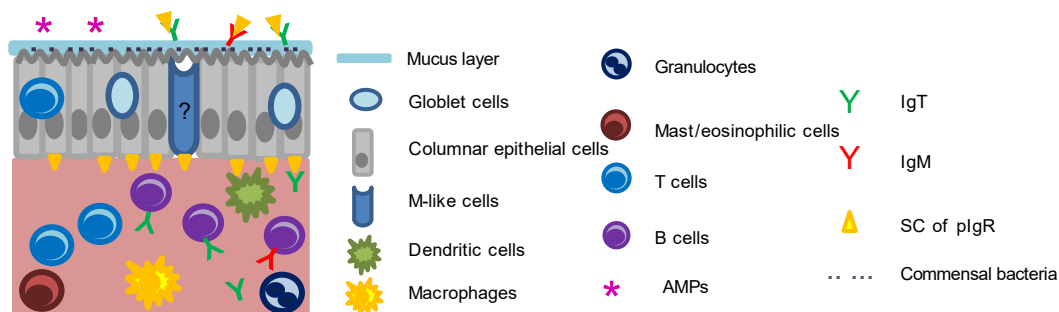 ?
Mucus layer
Globlet cells
Columnar epithelial cells
M-like cells
Dendritic cells
Macrophages
Granulocytes
Mast/eosinophilic cells
T cells
B cells
AMPs
IgT
IgM
SC of pIgR
Commensal bacteria